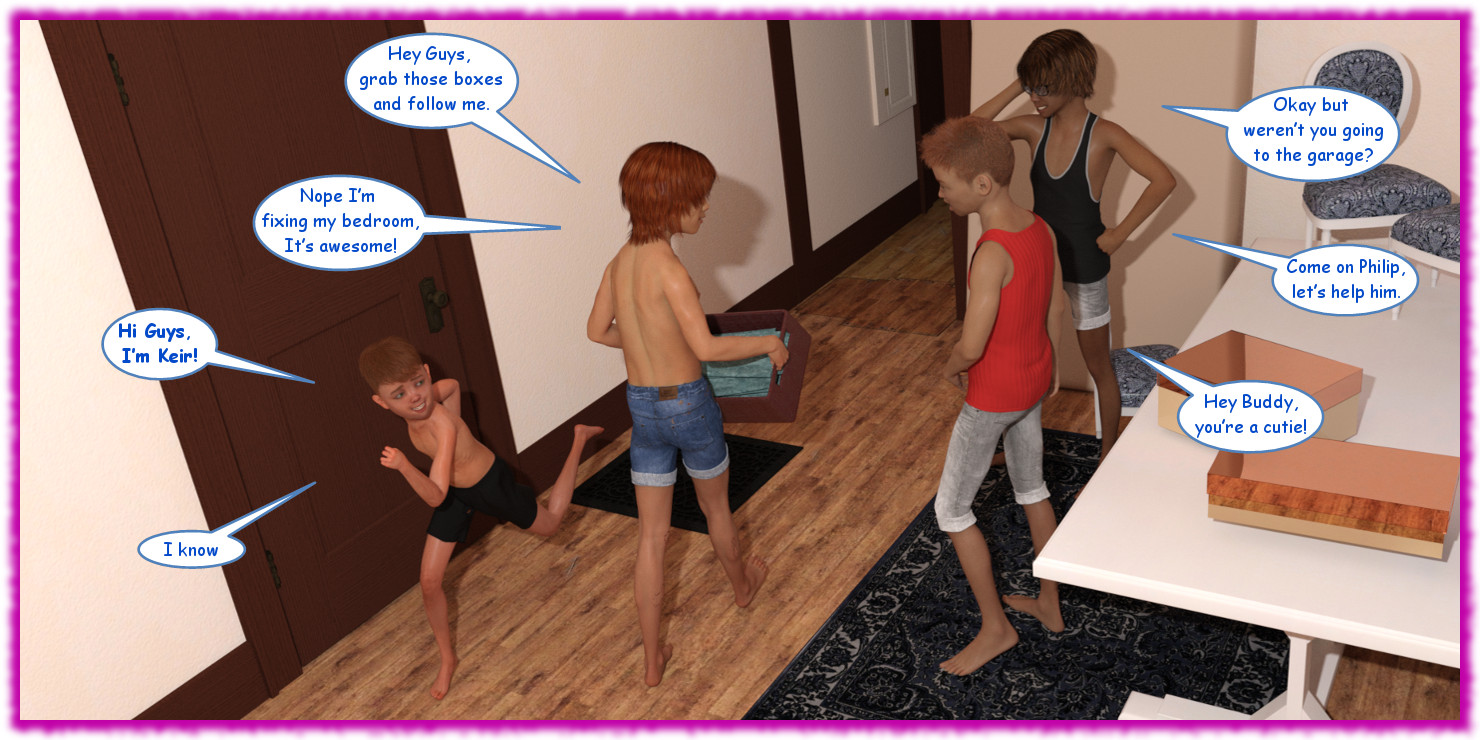 Hey Guys,
grab those boxes
and follow me.
Nope I'm
fixing my bedroom,
It's awesome!
Hi Guys,
I'm Keir!
I know
Okay but
weren't you going
to the garage?
Come on Philip,
let's help him.
Hey Buddy,
you're a cutie!